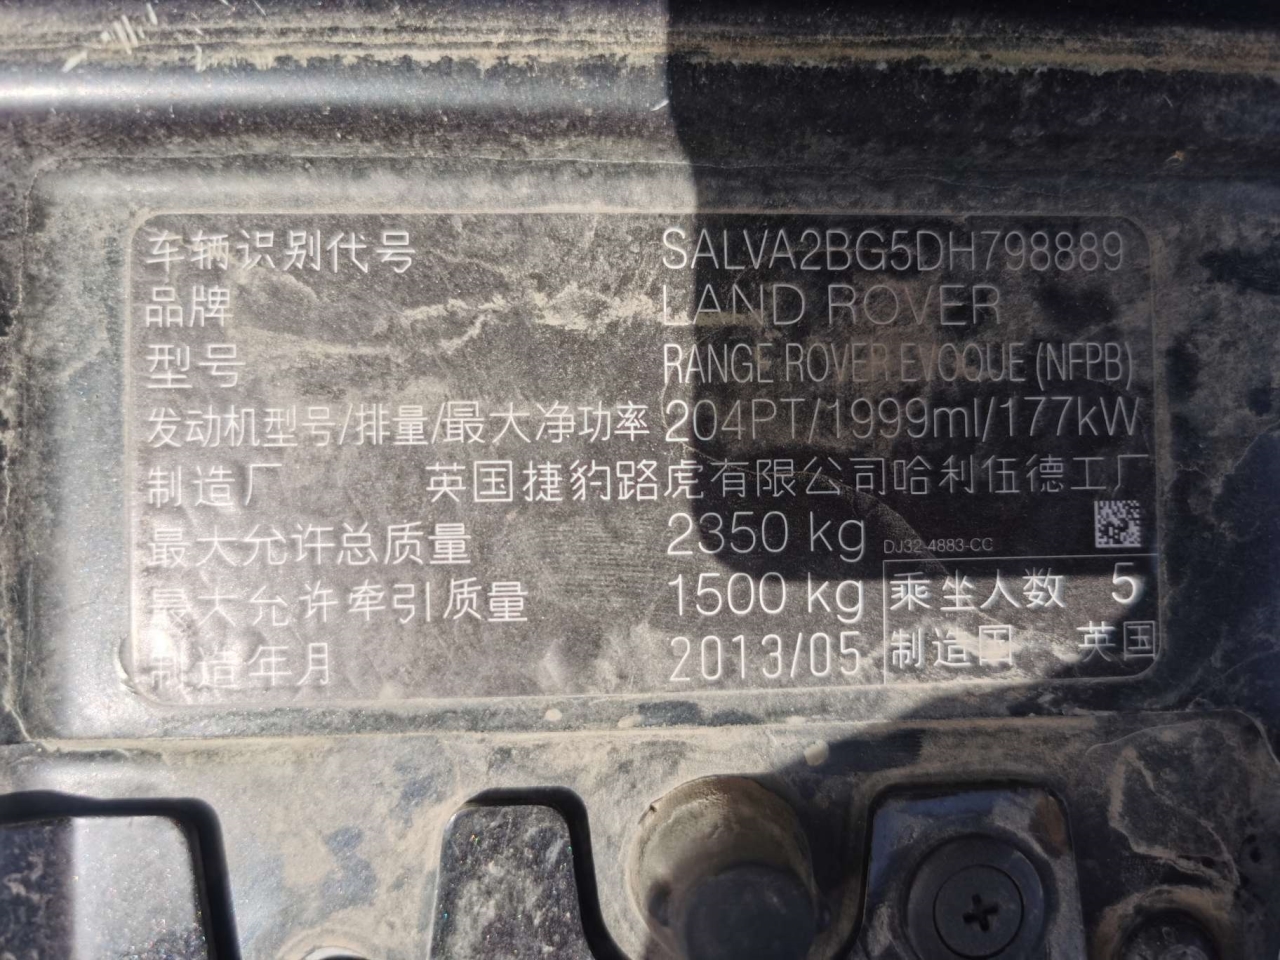 车辆识别代号 SALVA2BG5DH798889
品牌 LAND ROVER
型号 RANGE ROVER EVOQUE (NFPB)
发动机型号/排量/最大净功率 204PT/1999ml/177kW
制造厂 英国捷豹路虎有限公司哈利伍德工厂
最大允许总质量 2350 kg DJ32-4883-CC
最大允许牵引质量 1500 kg 乘坐人数 5
制造年月 2013/05 制造国 英国